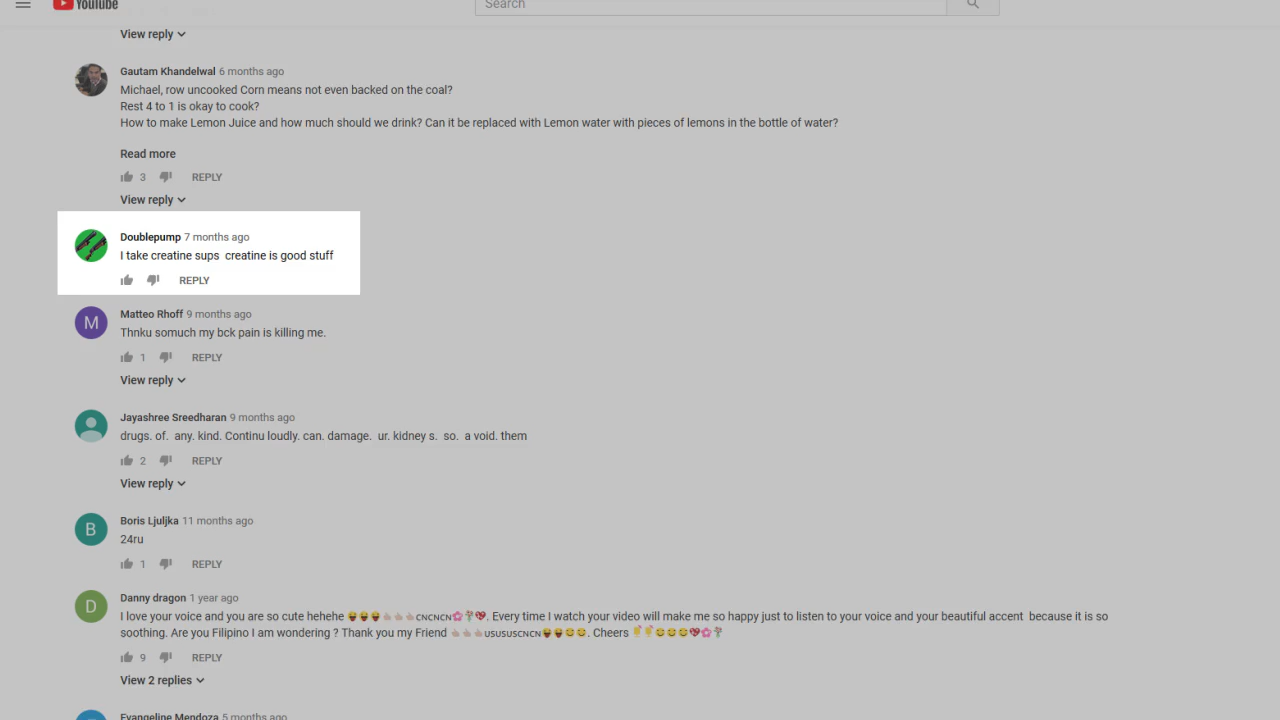 YouTube
Search
View reply
Gautam Khandelwal 6 months ago
Michael, row uncooked Corn means not even backed on the coal?
Rest 4 to 1 is okay to cook?
How to make Lemon Juice and how much should we drink? Can it be replaced with Lemon water with pieces of lemons in the bottle of water?
Read more
3 REPLY
View reply
Doublepump 7 months ago
I take creatine sups  creatine is good stuff
REPLY
M
Matteo Rhoff 9 months ago
Thnku somuch my bck pain is killing me.
1 REPLY
View reply
Jayashree Sreedharan 9 months ago
drugs. of.  any. kind. Continu loudly. can. damage.  ur. kidney s.  so.  a void. them
2 REPLY
View reply
B
Boris Ljuljka 11 months ago
24ru
1 REPLY
D
Danny dragon 1 year ago
I love your voice and you are so cute hehehe 😝😝😝👆🏻👆🏻👆🏻CNCNCN🌸💐💖. Every time I watch your video will make me so happy just to listen to your voice and your beautiful accent  because it is so
soothing. Are you Filipino I am wondering ? Thank you my Friend 👆🏻👆🏻👆🏻USUSUSCNCN😝😝😊😊. Cheers 🥂🥂😊😊😊💖🌸💐
9 REPLY
View 2 replies
Evangeline Mendoza 5 months ago